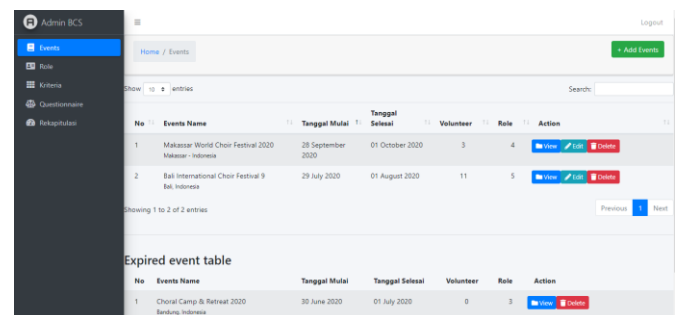 Admin BCS
Logout
Events
Role
Kriteria
Questionnaire
Rekapitulasi
Home / Events
+ Add Events
Show 10 entries
Search:
No Events Name Tanggal Mulai Tanggal Selesai Volunteer Role Action
1 Makassar World Choir Festival 2020 28 September 2020 01 October 2020 3 4 View Edit Delete
Makassar - Indonesia
2 Bali International Choir Festival 9 29 July 2020 01 August 2020 11 5 View Edit Delete
Bali, Indonesia
Showing 1 to 2 of 2 entries
Previous 1 Next
Expired event table
No Events Name Tanggal Mulai Tanggal Selesai Volunteer Role Action
1 Choral Camp & Retreat 2020 30 June 2020 01 July 2020 0 3 View Delete
Bandung, Indonesia